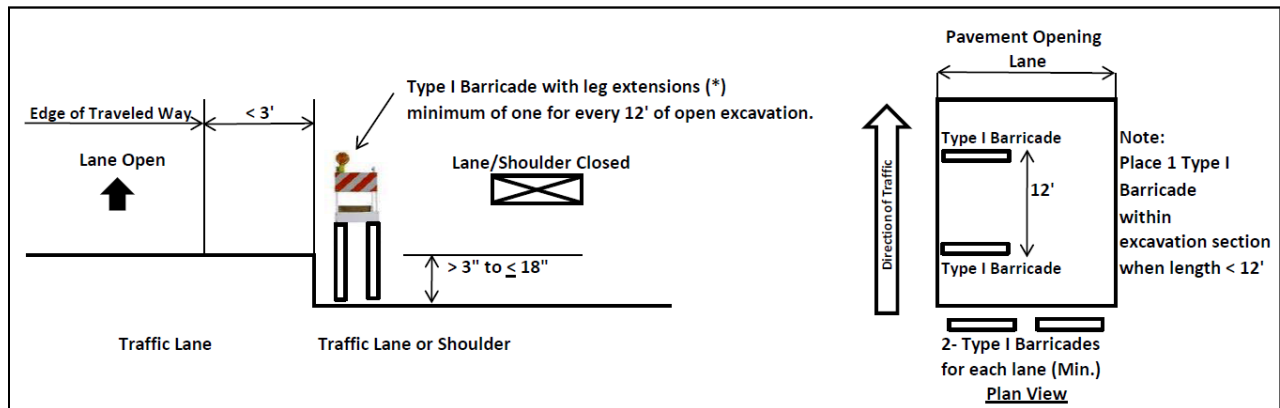 Type I Barricade with leg extensions (*)
minimum of one for every 12' of open excavation.
Edge of Traveled Way
< 3'
Lane Open
Lane/Shoulder Closed
> 3" to ≤ 18"
Traffic Lane
Traffic Lane or Shoulder
Pavement Opening
Lane
Direction of Traffic
Type I Barricade
12'
Type I Barricade
Note:
Place 1 Type I
Barricade
within
excavation section
when length < 12'
2- Type I Barricades
for each lane (Min.)
Plan View